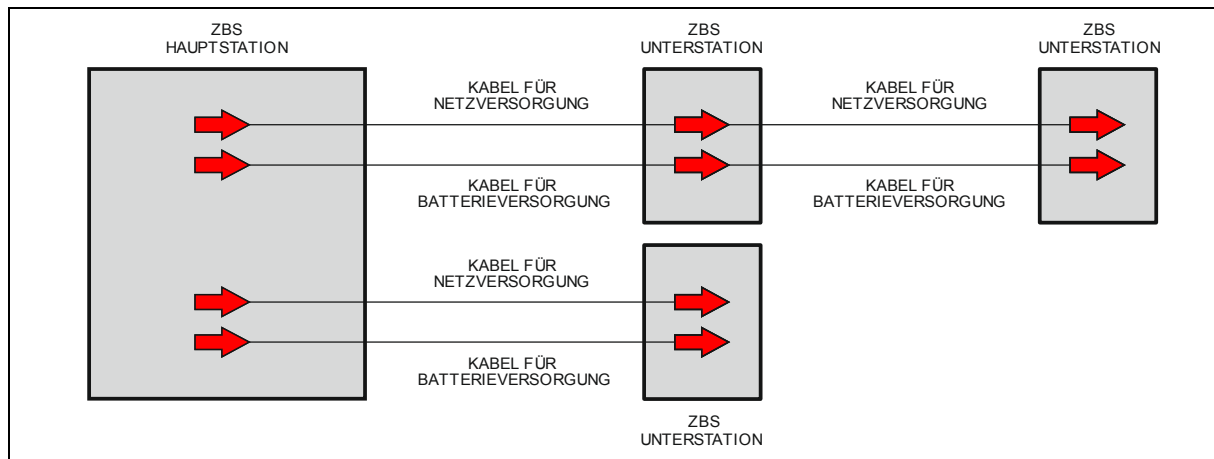 ZBS
HAUPTSTATION
ZBS
UNTERSTATION
ZBS
UNTERSTATION
KABEL FÜR
NETZVERSORGUNG
KABEL FÜR
NETZVERSORGUNG
KABEL FÜR
BATTERIEVERSORGUNG
KABEL FÜR
BATTERIEVERSORGUNG
KABEL FÜR
NETZVERSORGUNG
KABEL FÜR
BATTERIEVERSORGUNG
ZBS
UNTERSTATION